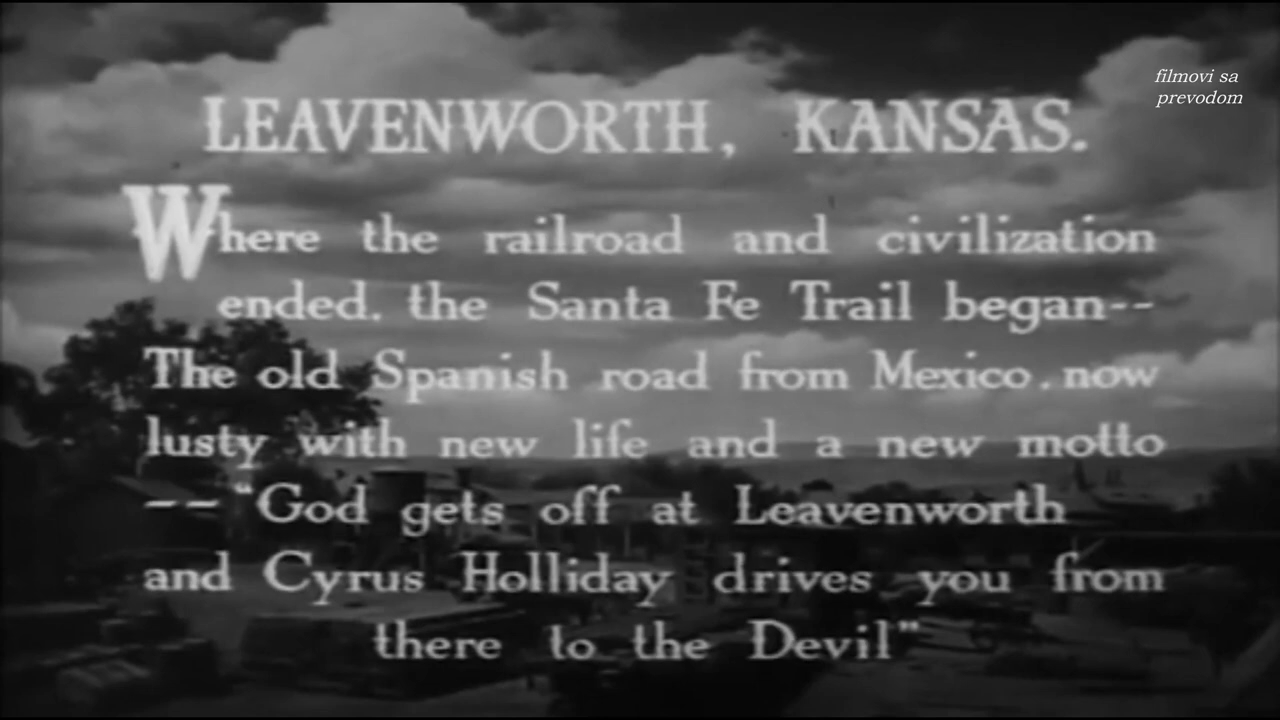 filmovi sa
prevodom
LEAVENWORTH, KANSAS.
Where the railroad and civilization
ended. the Santa Fe Trail began--
The old Spanish road from Mexico, now
lusty with new life and a new motto
-- "God gets off at Leavenworth
and Cyrus Holliday drives you from
there to the Devil"